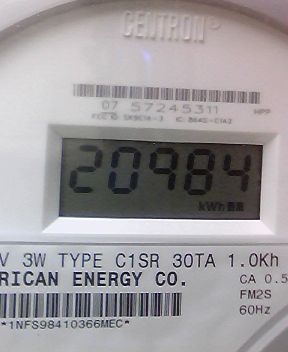 CENTRON®
07 57245311 HPP
20984
kWh
V 3W TYPE C1SR 30TA 1.0Kh
RICAN ENERGY CO. CA 0.5
FM2S
*1NFS98410366MEC* 60Hz